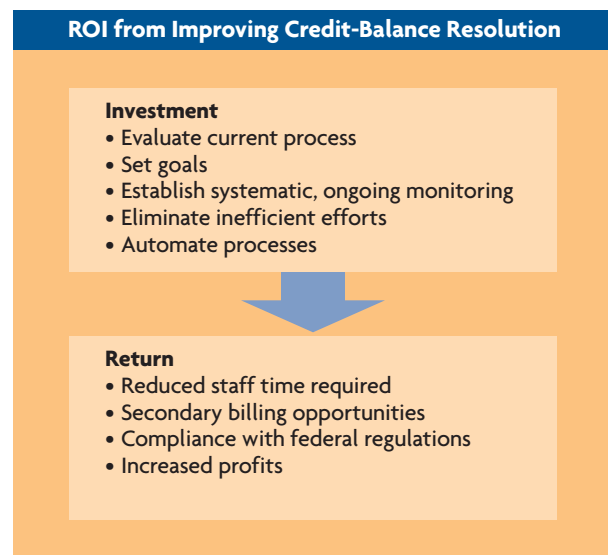 ROI from Improving Credit-Balance Resolution
Investment
• Evaluate current process
• Set goals
• Establish systematic, ongoing monitoring
• Eliminate inefficient efforts
• Automate processes
Return
• Reduced staff time required
• Secondary billing opportunities
• Compliance with federal regulations
• Increased profits